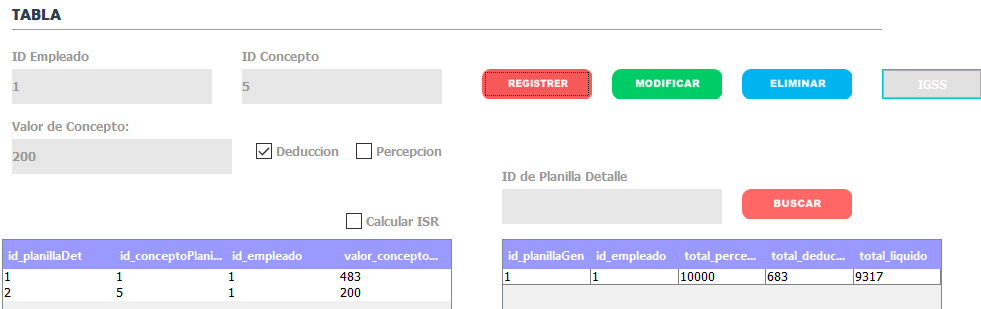 TABLA
ID Empleado ID Concepto
1 5 REGISTRER MODIFICAR ELIMINAR IGSS
Valor de Concepto:
200 Deduccion Percepcion
ID de Planilla Detalle
BUSCAR
Calcular ISR
id_planillaDet id_conceptoPlani... id_empleado valor_concepto...
1 1 1 483
2 5 1 200
id_planillaGen id_empleado total_perce... total_deduc... total_liquido
1 1 10000 683 9317